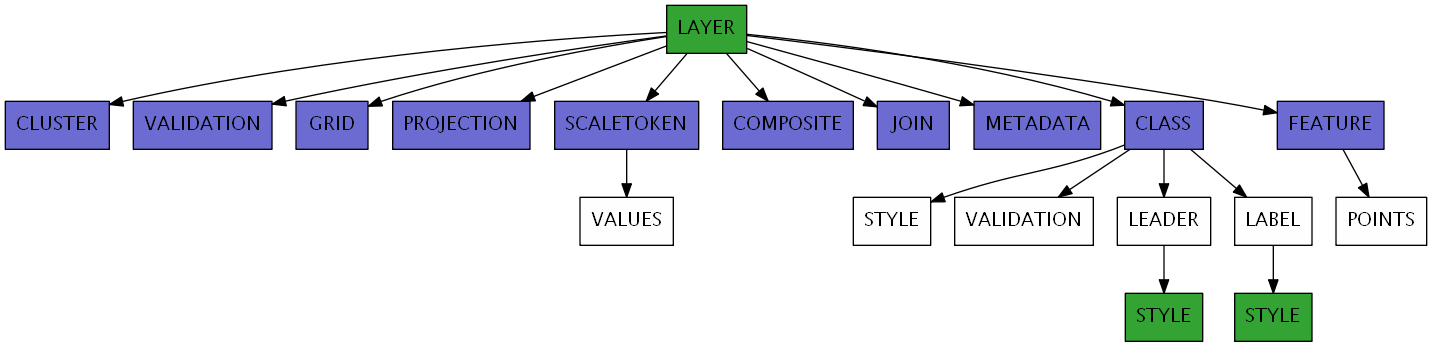 LAYER
CLUSTER
VALIDATION
GRID
PROJECTION
SCALETOKEN
COMPOSITE
JOIN
METADATA
CLASS
FEATURE
VALUES
STYLE
VALIDATION
LEADER
LABEL
POINTS
STYLE
STYLE